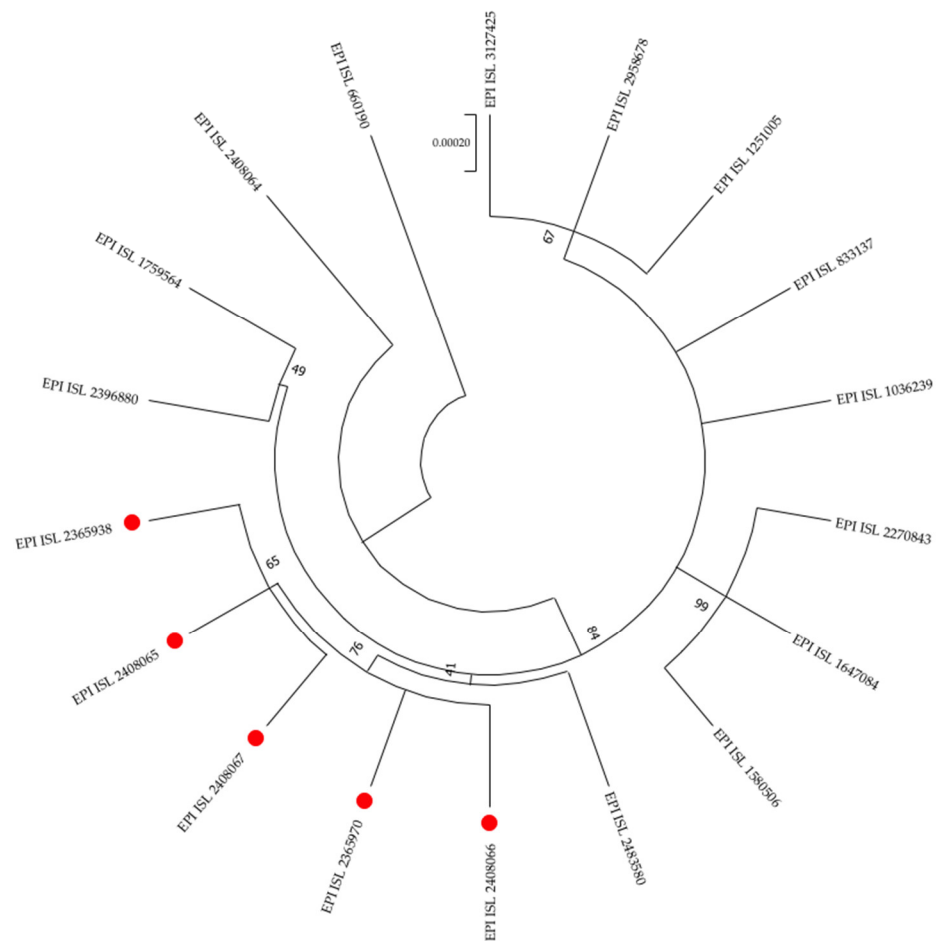 EPI ISL 3127425
EPI ISL 2958678
EPI ISL 1251005
EPI ISL 833137
EPI ISL 1036239
EPI ISL 2270843
EPI ISL 1647084
EPI ISL 1580506
EPI ISL 2483580
EPI ISL 2408066
EPI ISL 2365970
EPI ISL 2408067
EPI ISL 2408065
EPI ISL 2365938
EPI ISL 2396880
EPI ISL 1759564
EPI ISL 2408064
EPI ISL 660190
0.00020
67
99
84
41
76
65
49